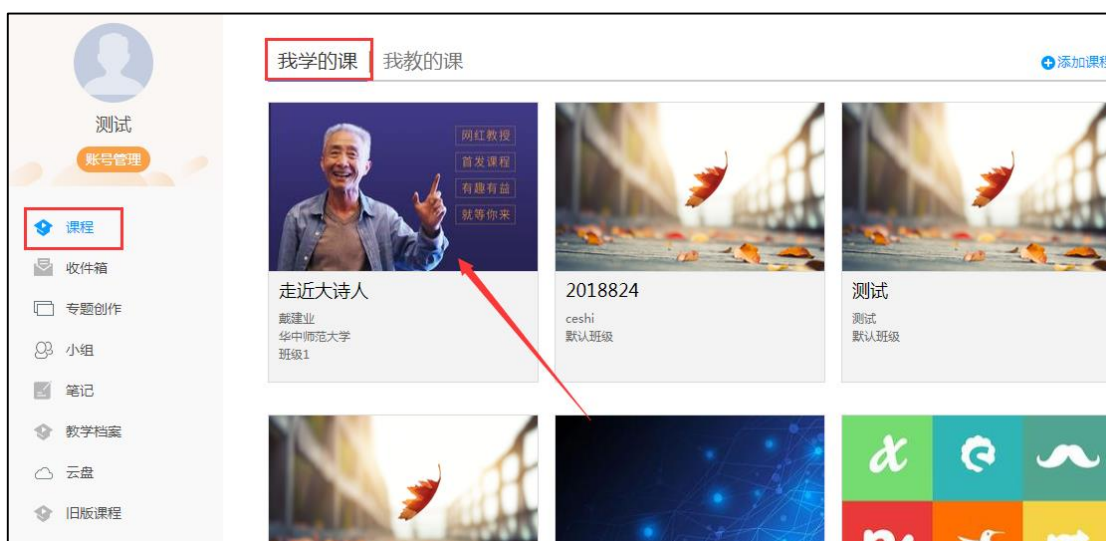 测试
账号管理
课程
收件箱
专题创作
小组
笔记
教学档案
云盘
旧版课程
我学的课 我教的课
添加课程
网红教授
首发课程
有趣有益
就等你来
走近大诗人
戴建业
华中师范大学
班级1
2018824
ceshi
默认班级
测试
测试
默认班级